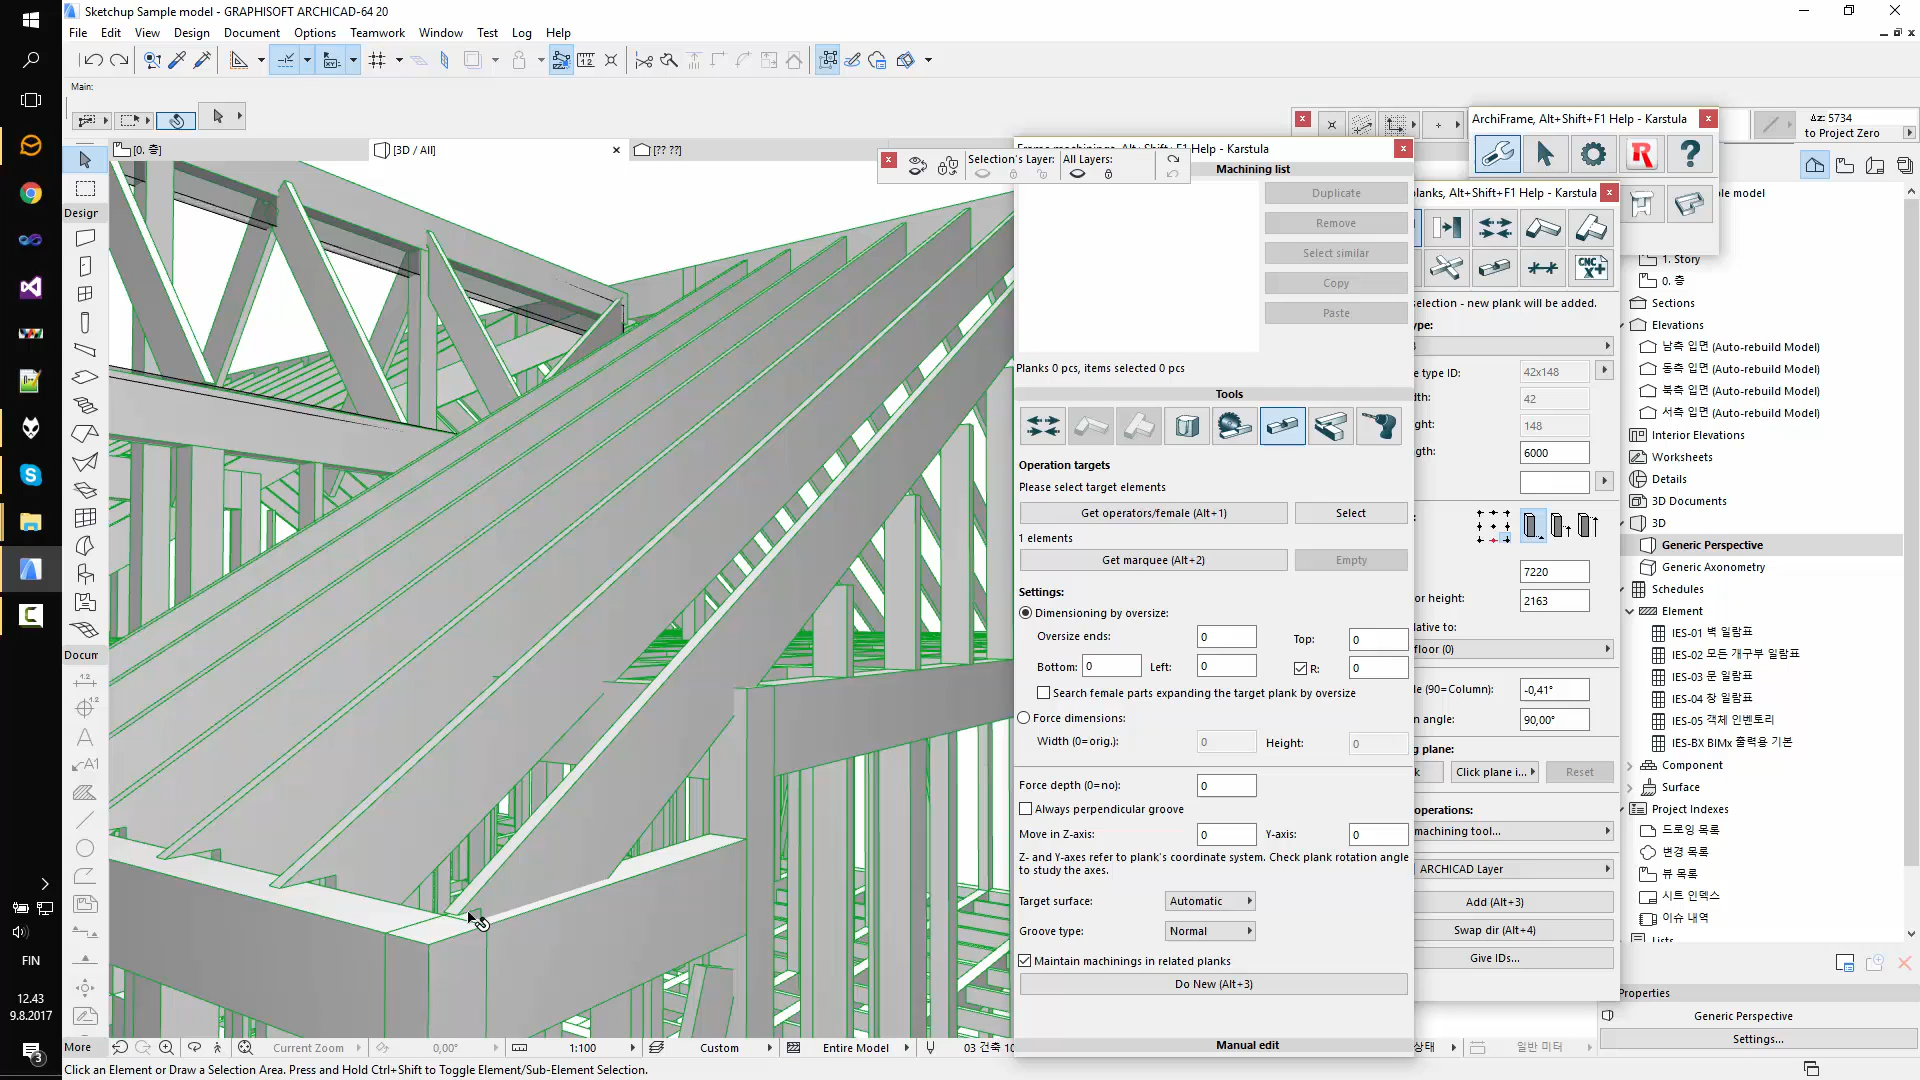 Sketchup Sample model - GRAPHISOFT ARCHICAD-64 20
File Edit View Design Document Options Teamwork Window Test Log Help
Main:
[0. 층]
[3D / All]
[?? ??]
ArchiFrame, Alt+Shift+F1 Help - Karstula
Δz: 5734
to Project Zero
Help - Karstula
Selection's Layer:
All Layers:
Machining list
Duplicate
Remove
Select similar
Copy
Paste
Planks 0 pcs, items selected 0 pcs
Tools
Operation targets
Please select target elements
Get operators/female (Alt+1)
Select
1 elements
Get marquee (Alt+2)
Empty
Settings:
Dimensioning by oversize:
Oversize ends: 0
Top: 0
Bottom: 0
Left: 0
R: 0
Search female parts expanding the target plank by oversize
Force dimensions:
Width (0=orig.): 0
Height: 0
Force depth (0=no): 0
Always perpendicular groove
Move in Z-axis: 0
Y-axis: 0
Z- and Y-axes refer to plank's coordinate system. Check plank rotation angle
to study the axes.
Target surface: Automatic
Groove type: Normal
Maintain machinings in related planks
Do New (Alt+3)
Manual edit
lanks, Alt+Shift+F1 Help - Karstula
CNC
X+
selection - new plank will be added.
ype:
e type ID: 42x148
dth: 42
ght: 148
gth: 6000
7220
or height: 2163
lative to:
floor (0)
le (90=Column): -0,41°
n angle: 90,00°
g plane:
k
Click plane i...
Reset
operations:
machining tool...
ARCHICAD Layer
Add (Alt+3)
Swap dir (Alt+4)
Give IDs...
le model
1. Story
0. 층
Sections
Elevations
남측 입면 (Auto-rebuild Model)
동측 입면 (Auto-rebuild Model)
북측 입면 (Auto-rebuild Model)
서측 입면 (Auto-rebuild Model)
Interior Elevations
Worksheets
Details
3D Documents
3D
Generic Perspective
Generic Axonometry
Schedules
Element
IES-01 벽 일람표
IES-02 모든 개구부 일람표
IES-03 문 일람표
IES-04 창 일람표
IES-05 객체 인벤토리
IES-BX BIMx 출력용 기본
Component
Surface
Project Indexes
드로잉 목록
변경 목록
뷰 목록
시트 인덱스
이슈 내역
Lists
Properties
Generic Perspective
Settings...
Desigr
Docum
More
1.2
A
A1
FIN
12.43
9.8.2017
3
Current Zoom
0,00°
1:100
Custom
Entire Model
03 건축 10
상태
일반 미터
Click an Element or Draw a Selection Area. Press and Hold Ctrl+Shift to Toggle Element/Sub-Element Selection.